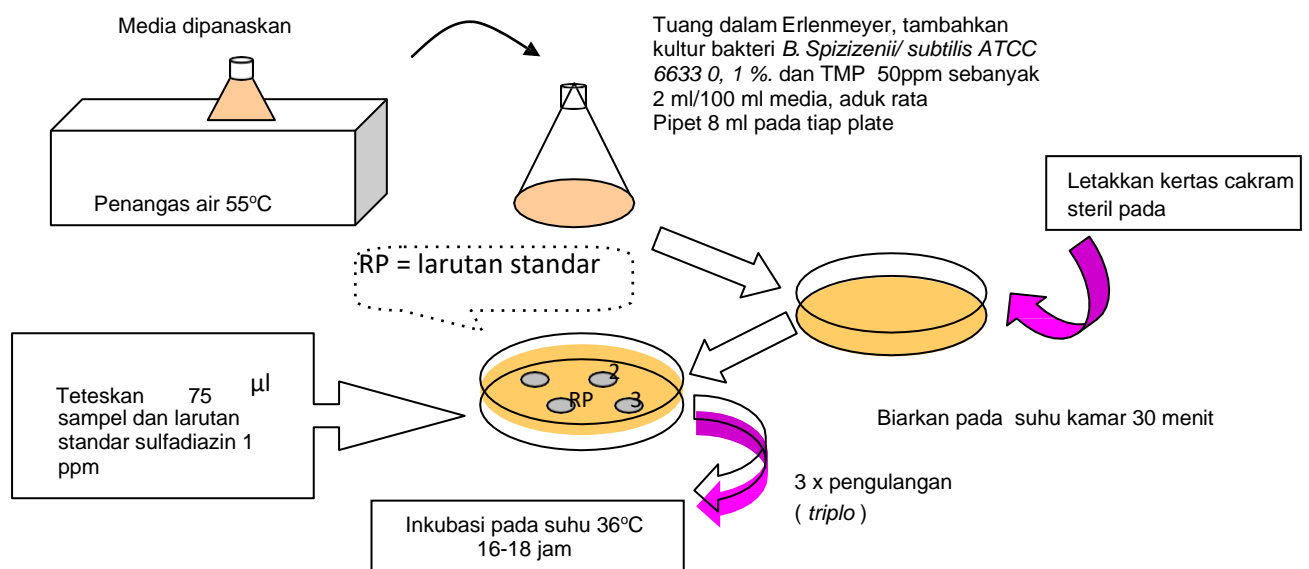 Media dipanaskan
Penangas air 55°C
Tuang dalam Erlenmeyer, tambahkan
kultur bakteri B. Spizizenii/ subtilis ATCC
6633 0, 1 %. dan TMP 50ppm sebanyak
2 ml/100 ml media, aduk rata
Pipet 8 ml pada tiap plate
Letakkan kertas cakram
steril pada
RP = larutan standar
Teteskan 75 µl
sampel dan larutan
standar sulfadiazin 1
ppm
2
RP 3
Biarkan pada suhu kamar 30 menit
3 x pengulangan
( triplo )
Inkubasi pada suhu 36°C
16-18 jam